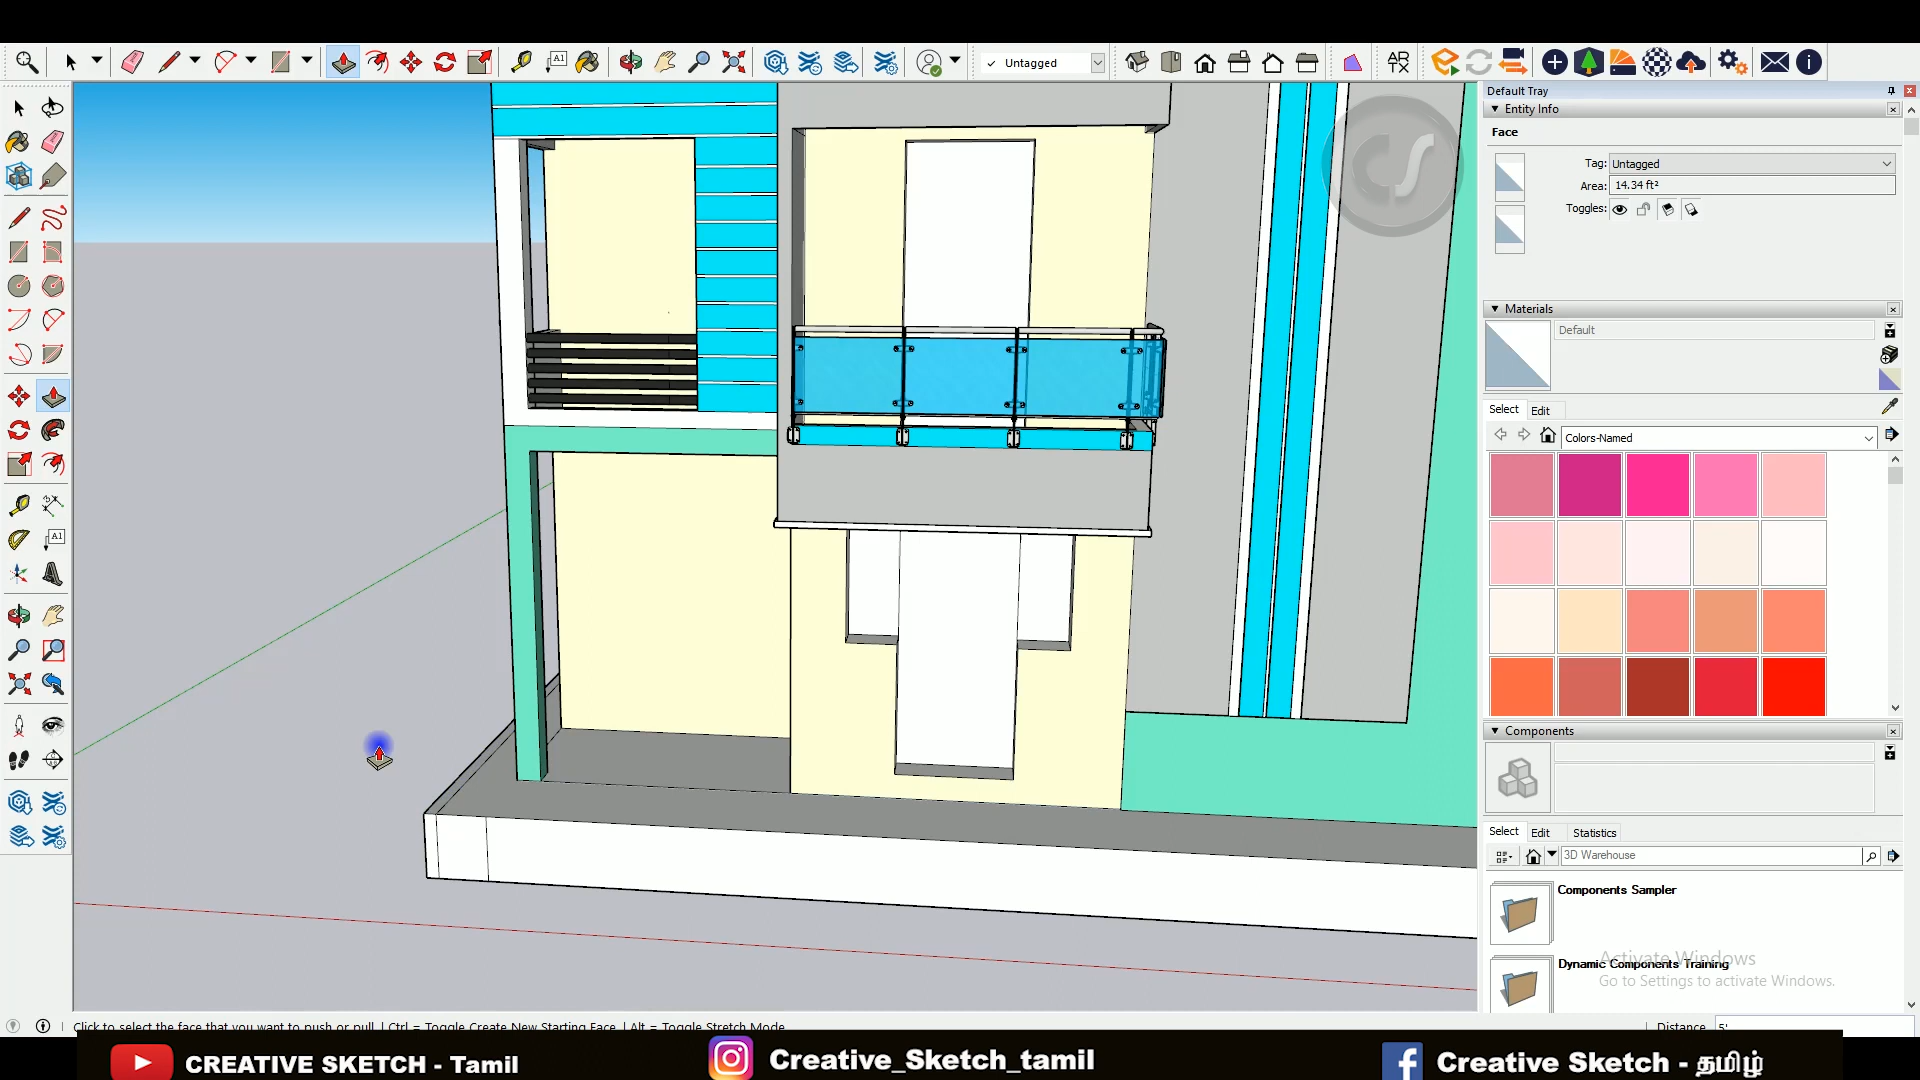 Untagged
Default Tray
Entity Info
Face
Tag: Untagged
Area: 14.34 ft²
Toggles:
Materials
Default
Select Edit
Colors-Named
Components
Select Edit Statistics
3D Warehouse
Components Sampler
Dynamic Components Training
Activate Windows
Go to Settings to activate Windows.
Click to select the face that you want to push or pull. | Ctrl = Toggle Create New Starting Face | Alt = Toggle Stretch Mode
Distance 5'
CREATIVE SKETCH - Tamil
Creative_Sketch_tamil
Creative Sketch - தமிழ்